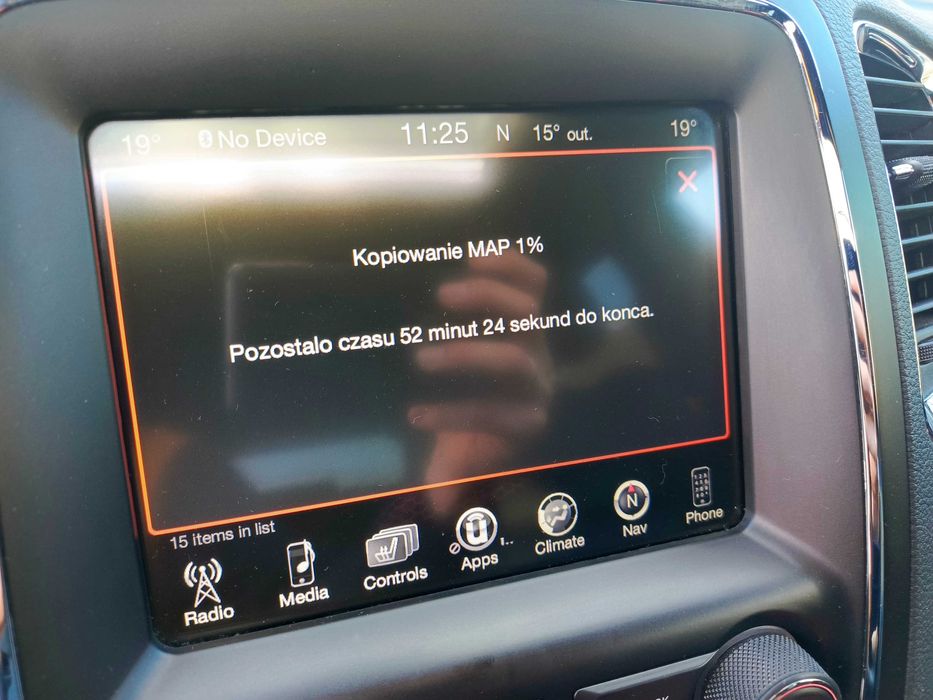 19° No Device 11:25 N 15° out. 19°
Kopiowanie MAP 1%
Pozostalo czasu 52 minut 24 sekund do konca.
15 items in list
Radio Media Controls Apps Climate Nav Phone